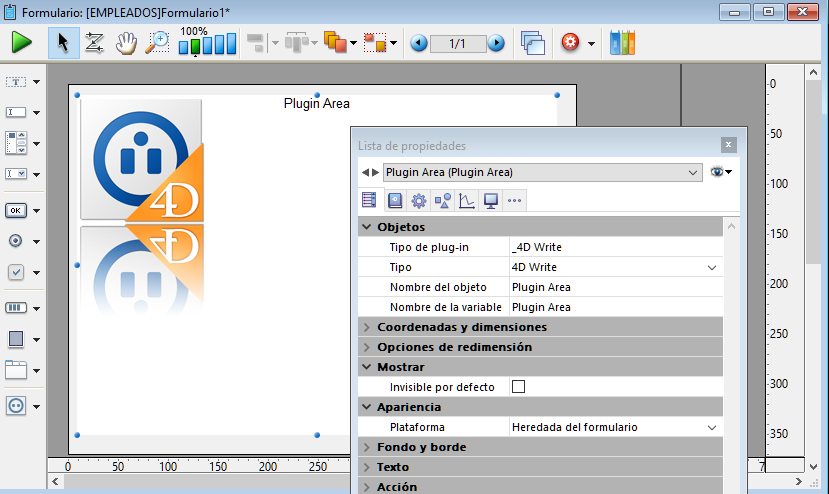 Formulario: [EMPLEADOS]Formulario1*
100%
1/1
OK
Plugin Area
4D
4D
Lista de propiedades
Plugin Area (Plugin Area)
Objetos
Tipo de plug-in _4D Write
Tipo 4D Write
Nombre del objeto Plugin Area
Nombre de la variable Plugin Area
Coordenadas y dimensiones
Opciones de redimensión
Mostrar
Invisible por defecto
Apariencia
Plataforma Heredada del formulario
Fondo y borde
Texto
Acción
0
50
100
150
200
250
300
350
0 50 100 150 200 250 7